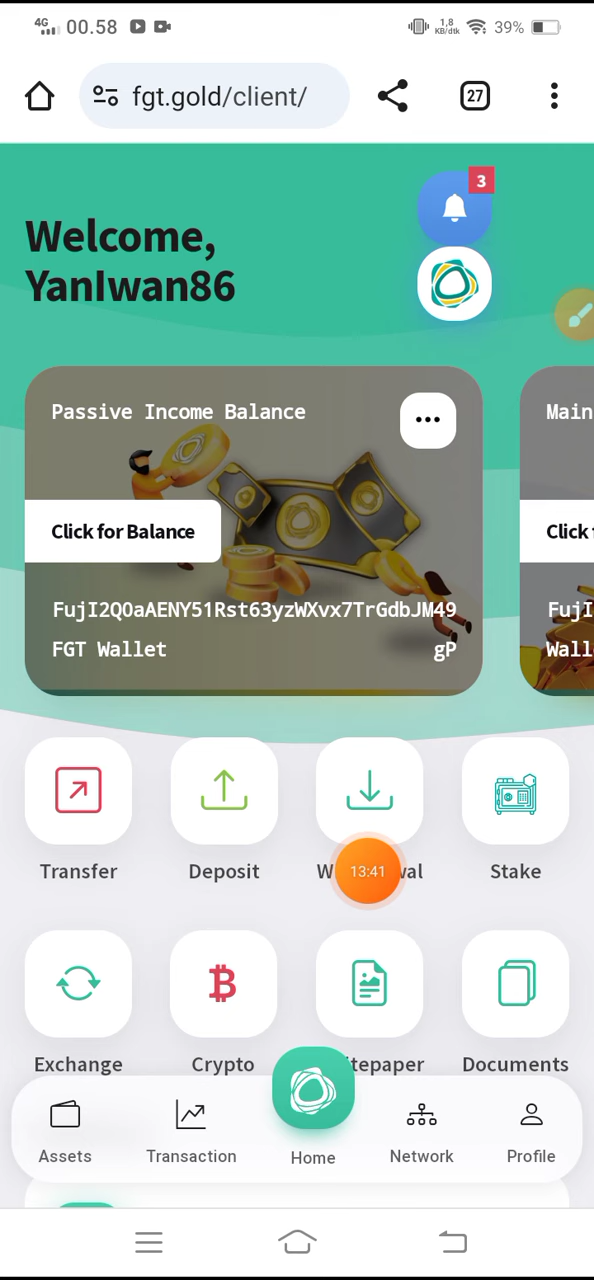 4G 00.58 1,8 KB/dtk 39%
fgt.gold/client/ 27
3
Welcome,
YanIwan86
Passive Income Balance
Main
Click for Balance
Click
FujI2Q0aAENY51Rst63yzWXvx7TrGdbJM49
gP
FujI
FGT Wallet
Wall
Transfer Deposit 13:41 Stake
Exchange Crypto tepaper Documents
Assets Transaction Home Network Profile